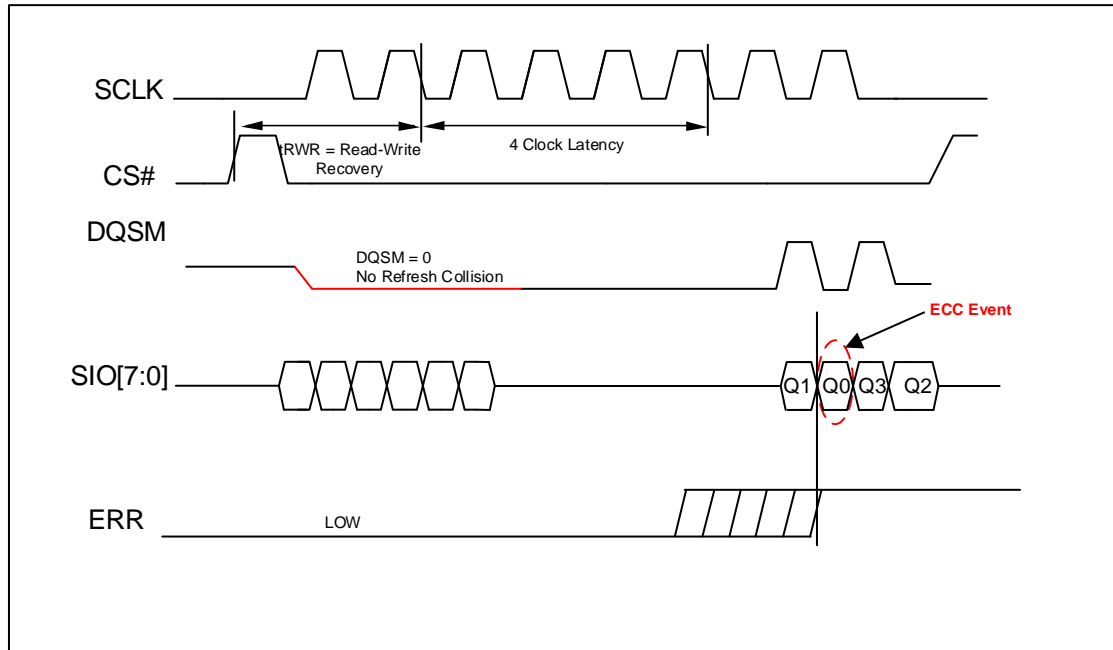 SCLK
tRWR = Read-Write
Recovery
4 Clock Latency
CS#
DQSM
DQSM = 0
No Refresh Collision
ECC Event
SIO[7:0]
Q1 Q0 Q3 Q2
ERR
LOW